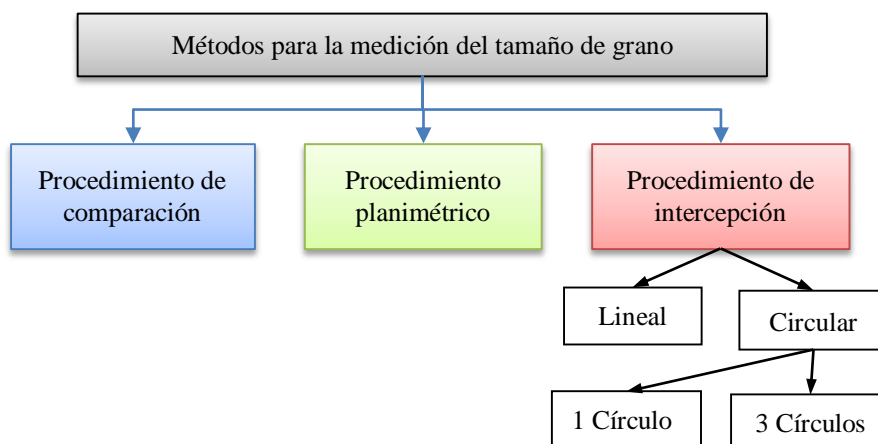 Métodos para la medición del tamaño de grano
Procedimiento de
comparación
Procedimiento
planimétrico
Procedimiento de
intercepción
Lineal
Circular
1 Círculo
3 Círculos